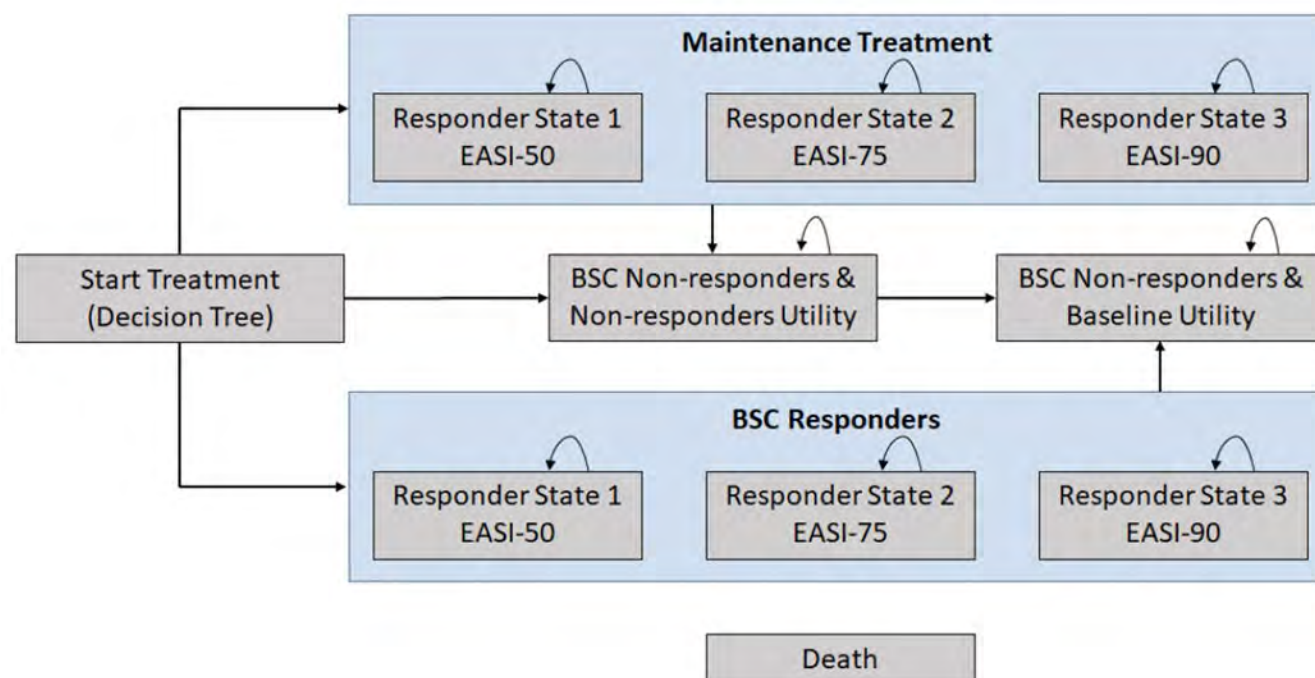 Maintenance Treatment
Responder State 1
EASI-50
Responder State 2
EASI-75
Responder State 3
EASI-90
Start Treatment
(Decision Tree)
BSC Non-responders &
Non-responders Utility
BSC Non-responders &
Baseline Utility
BSC Responders
Responder State 1
EASI-50
Responder State 2
EASI-75
Responder State 3
EASI-90
Death